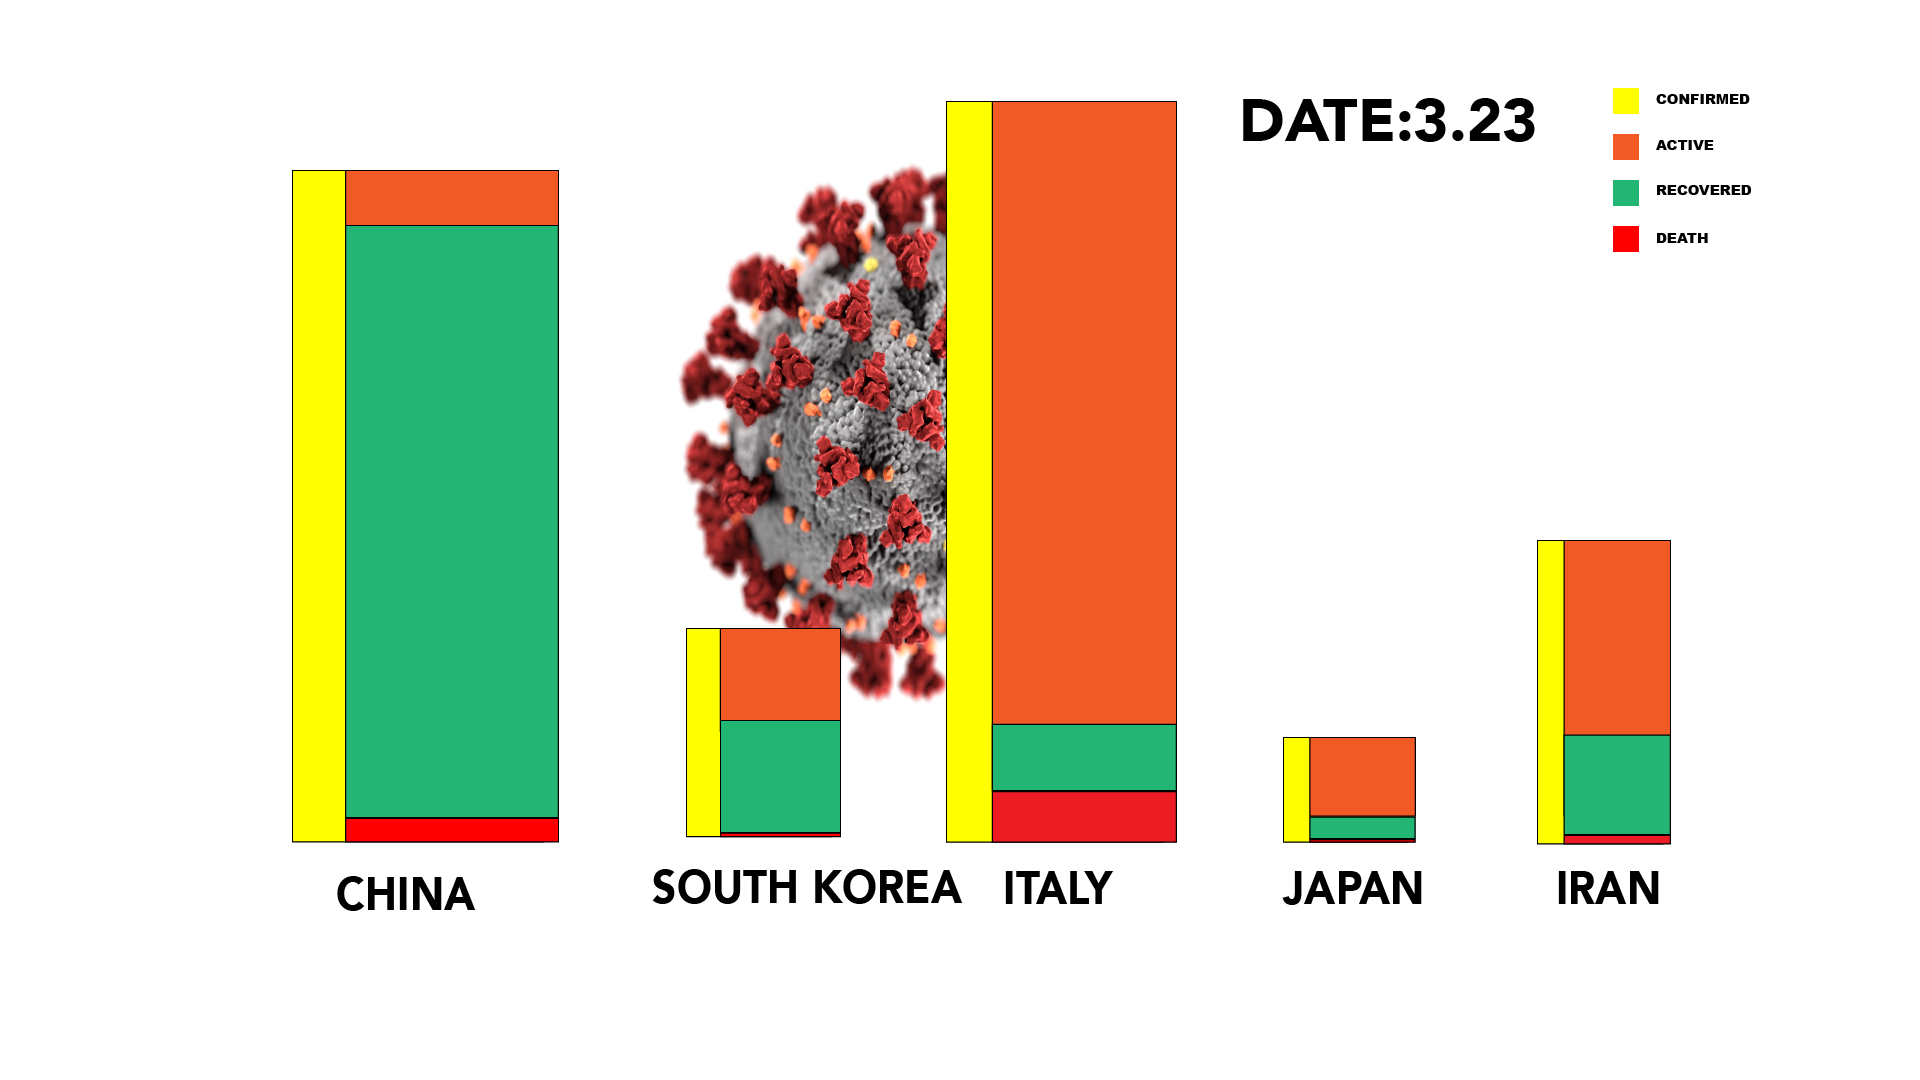 DATE:3.23
CONFIRMED
ACTIVE
RECOVERED
DEATH
CHINA
SOUTH KOREA
ITALY
JAPAN
IRAN